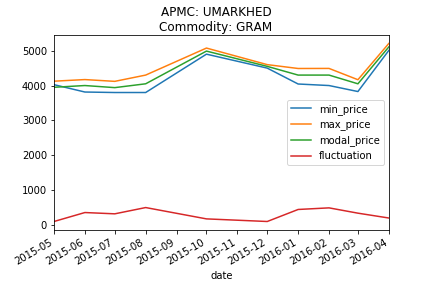 APMC: UMARKHED
Commodity: GRAM
5000
4000
3000
2000
1000
0
min_price
max_price
modal_price
fluctuation
2015-05
2015-06
2015-07
2015-08
2015-09
2015-10
2015-11
2015-12
2016-01
2016-02
2016-03
2016-04
date